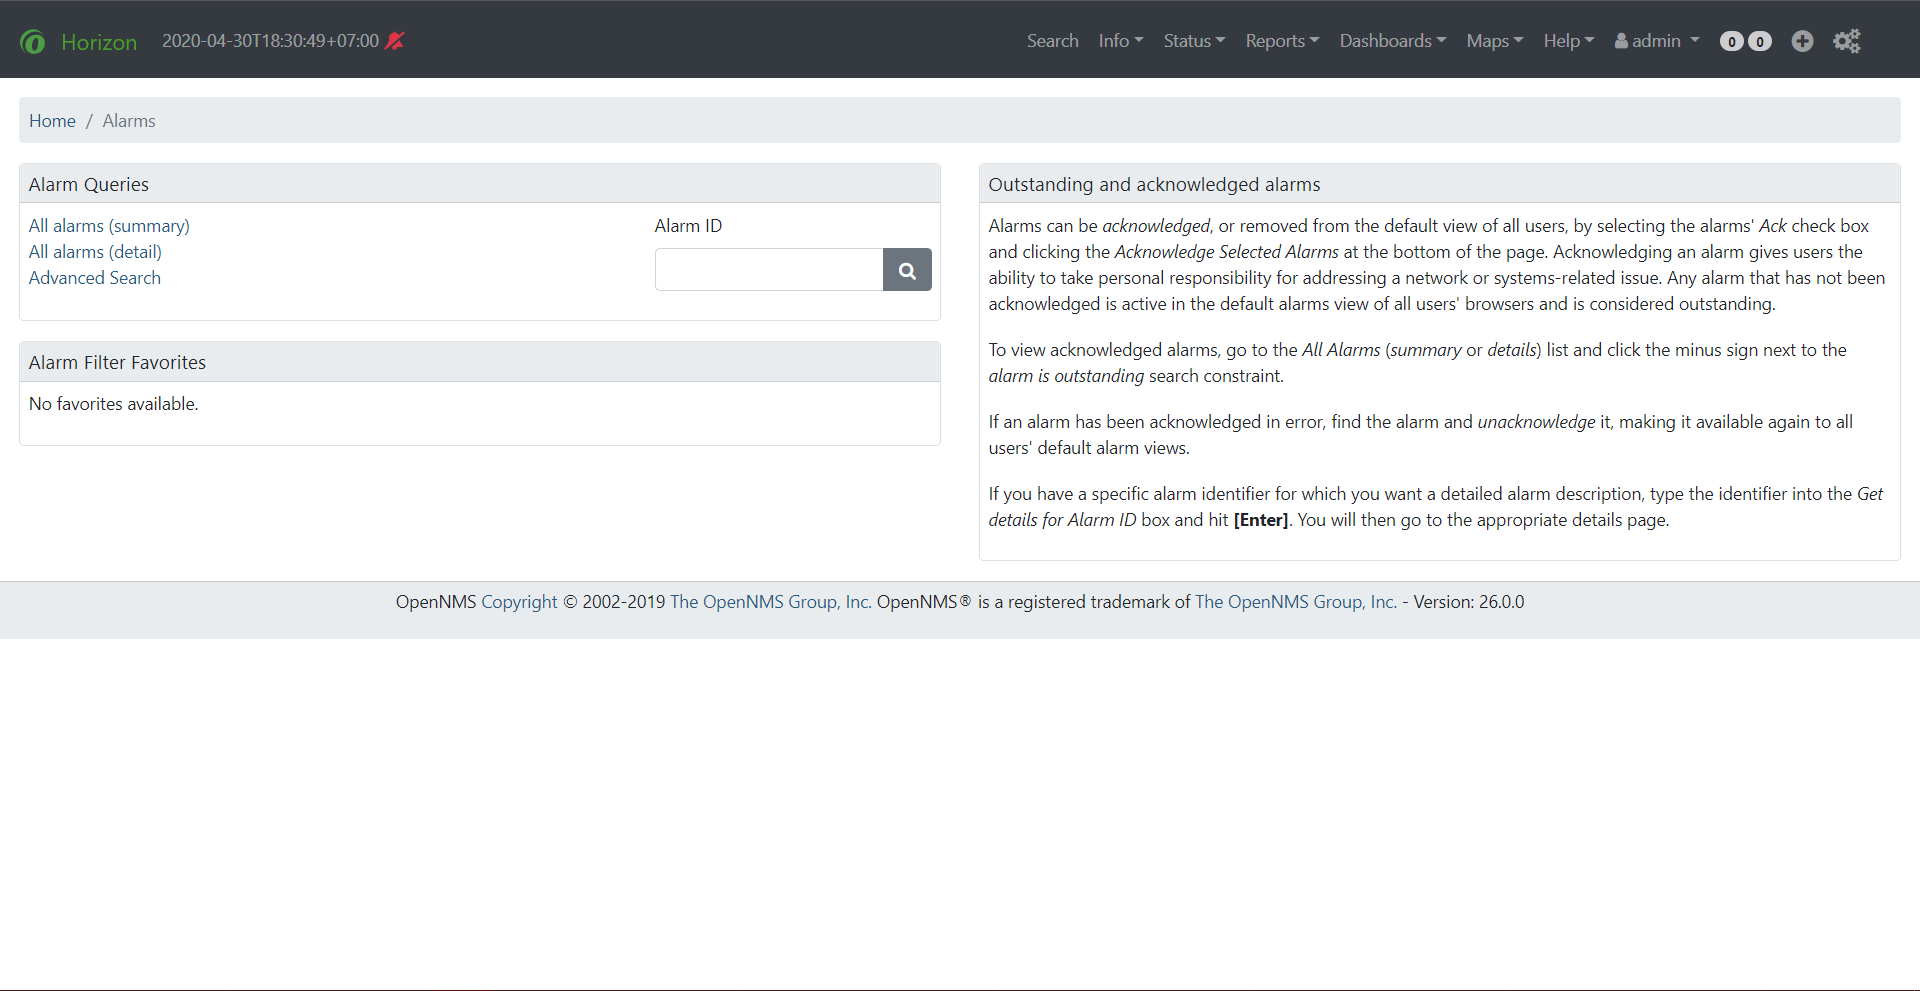 Horizon 2020-04-30T18:30:49+07:00 Search Info Status Reports Dashboards Maps Help admin 0 0
Home / Alarms
Alarm Queries
All alarms (summary)
All alarms (detail)
Advanced Search
Alarm ID
Alarm Filter Favorites
No favorites available.
Outstanding and acknowledged alarms
Alarms can be acknowledged, or removed from the default view of all users, by selecting the alarms' Ack check box
and clicking the Acknowledge Selected Alarms at the bottom of the page. Acknowledging an alarm gives users the
ability to take personal responsibility for addressing a network or systems-related issue. Any alarm that has not been
acknowledged is active in the default alarms view of all users' browsers and is considered outstanding.
To view acknowledged alarms, go to the All Alarms (summary or details) list and click the minus sign next to the
alarm is outstanding search constraint.
If an alarm has been acknowledged in error, find the alarm and unacknowledge it, making it available again to all
users' default alarm views.
If you have a specific alarm identifier for which you want a detailed alarm description, type the identifier into the Get
details for Alarm ID box and hit [Enter]. You will then go to the appropriate details page.
OpenNMS Copyright © 2002-2019 The OpenNMS Group, Inc. OpenNMS® is a registered trademark of The OpenNMS Group, Inc. - Version: 26.0.0